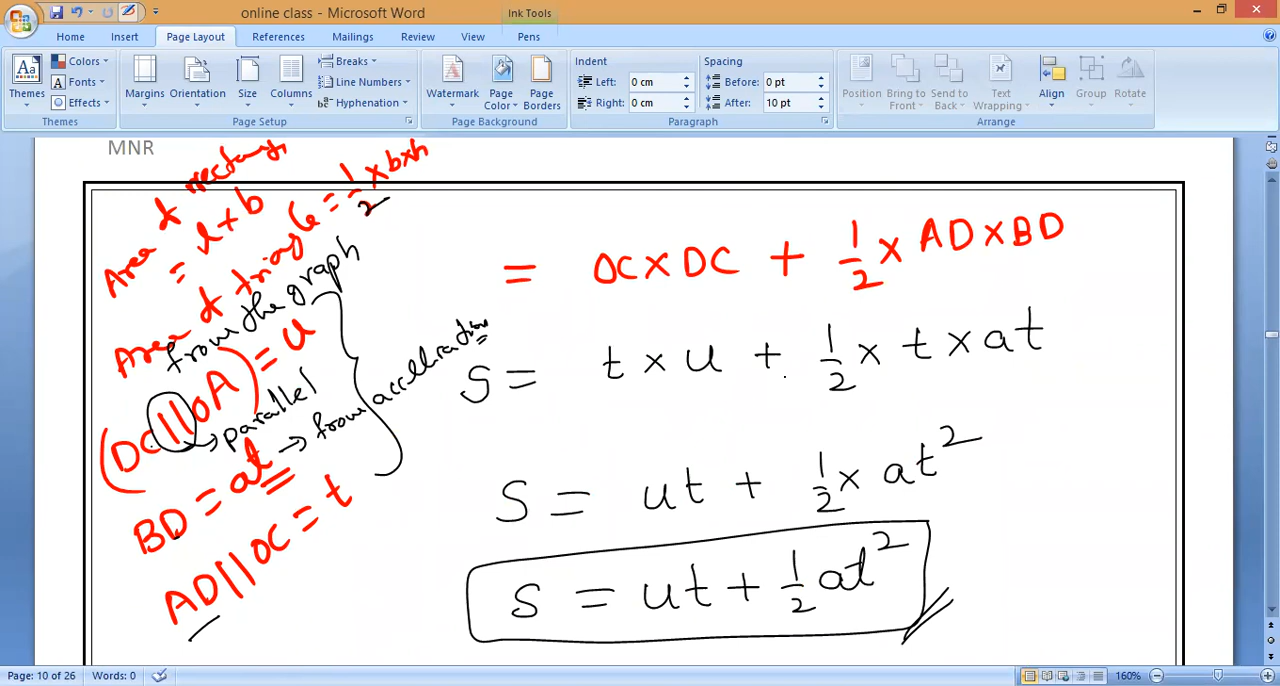 online class - Microsoft Word
Ink Tools
Home Insert Page Layout References Mailings Review View Pens
Themes
Colors
Fonts
Effects
Themes
Margins Orientation Size Columns
Breaks
Line Numbers
Hyphenation
Page Setup
Watermark Page Color Page Borders
Page Background
Indent
Left: 0 cm
Right: 0 cm
Spacing
Before: 0 pt
After: 10 pt
Paragraph
Position Bring to Front Send to Back Text Wrapping Align Group Rotate
Arrange
MNR
Area of rectang
= l + b
Area of triangle = 1/2 x b x h
from the graph
(DC || OA) = u
parallel
BD = at → from accelliration
AD || OC = t
= OC x DC + 1/2 x AD x BD
S = t x u + 1/2 x t x at
S = ut + 1/2 x at²
S = ut + 1/2 at²
Page: 10 of 26 Words: 0 160%